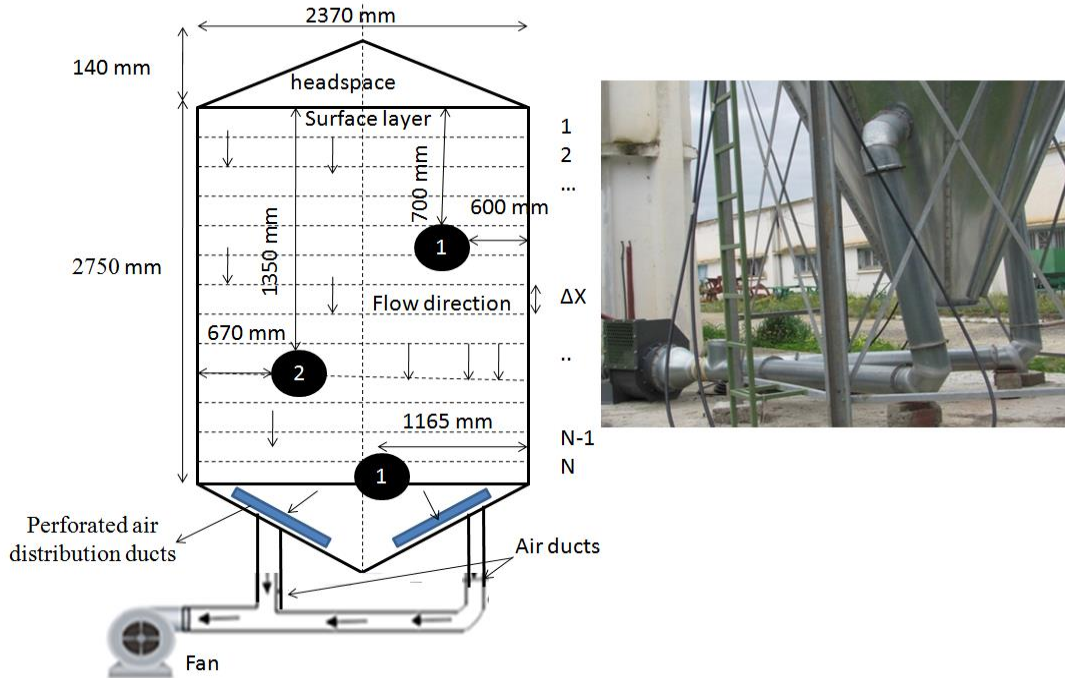 2370 mm
140 mm
headspace
Surface layer
1
2
...
700 mm
600 mm
1
1350 mm
2750 mm
Flow direction
ΔX
670 mm
2
..
1165 mm
N-1
N
1
Perforated air
distribution ducts
Air ducts
Fan